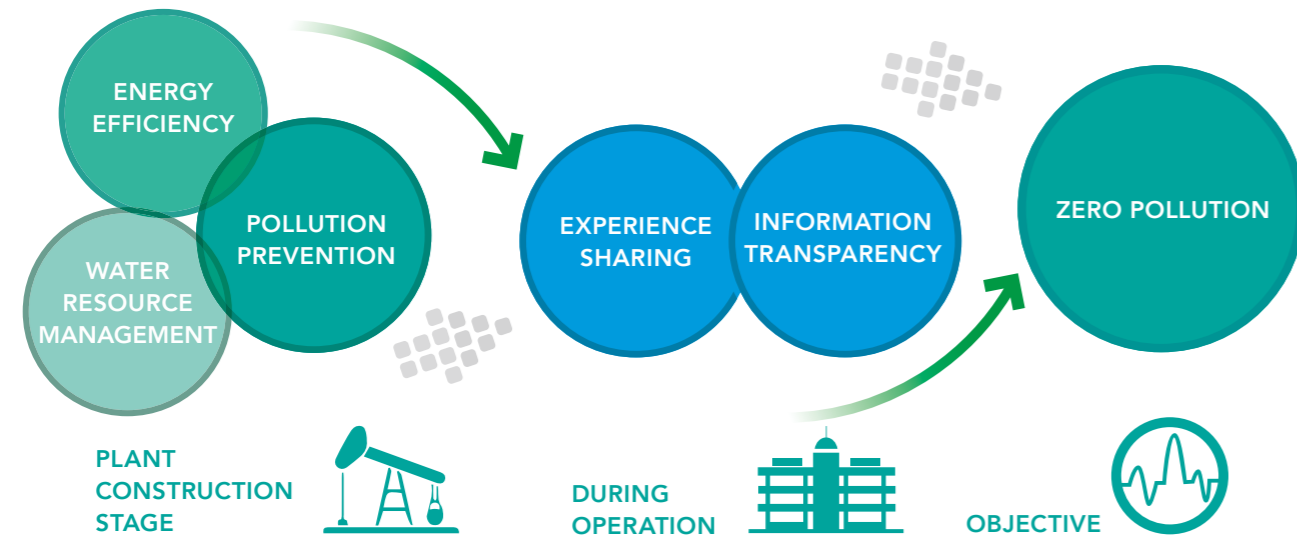 ENERGY
EFFICIENCY
POLLUTION
PREVENTION
WATER
RESOURCE
MANAGEMENT
EXPERIENCE
SHARING
INFORMATION
TRANSPARENCY
ZERO POLLUTION
PLANT
CONSTRUCTION
STAGE
DURING
OPERATION
OBJECTIVE